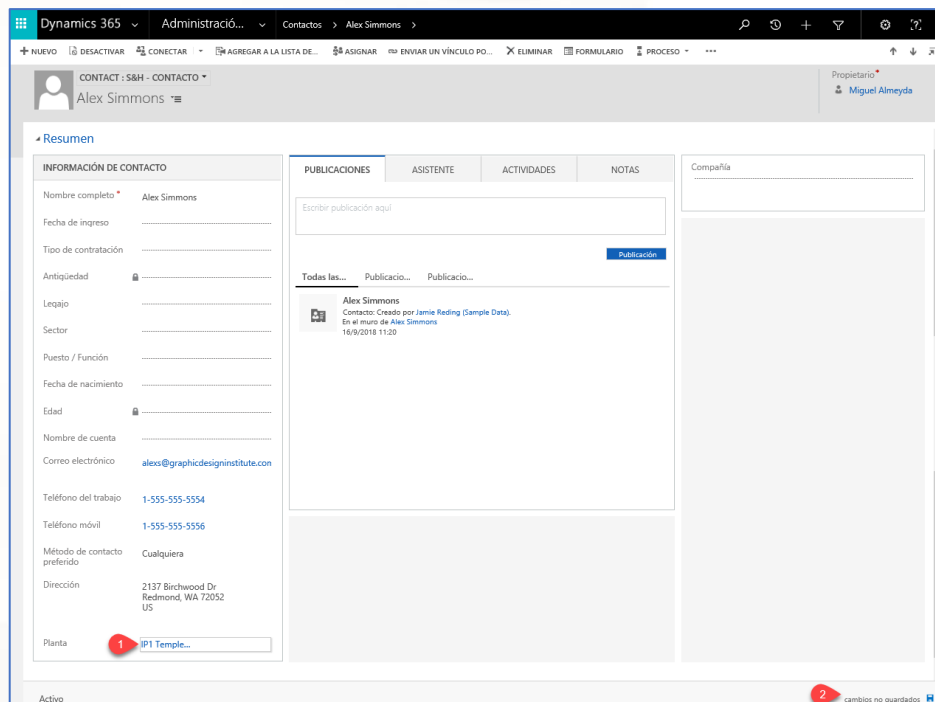 Dynamics 365
Administració...
Contactos > Alex Simmons >
NUEVO DESACTIVAR CONECTAR AGREGAR A LA LISTA DE... ASIGNAR ENVIAR UN VÍNCULO PO... ELIMINAR FORMULARIO PROCESO ...
CONTACT : S&H - CONTACTO
Alex Simmons
Propietario *
Miguel Almeyda
Resumen
INFORMACIÓN DE CONTACTO
Nombre completo * Alex Simmons
Fecha de ingreso
Tipo de contratación
Antigüedad
Legajo
Sector
Puesto / Función
Fecha de nacimiento
Edad
Nombre de cuenta
Correo electrónico alexs@graphicdesigninstitute.con
Teléfono del trabajo 1-555-555-5554
Teléfono móvil 1-555-555-5556
Método de contacto
preferido
Cualquiera
Dirección
2137 Birchwood Dr
Redmond, WA 72052
US
Planta 1 IP1 Temple...
PUBLICACIONES ASISTENTE ACTIVIDADES NOTAS
Escribir publicación aquí
Publicación
Todas las... Publicacio... Publicacio...
Alex Simmons
Contacto: Creado por Jamie Reding (Sample Data).
En el muro de Alex Simmons
16/9/2018 11:20
Compañía
Activo
2 cambios no guardados